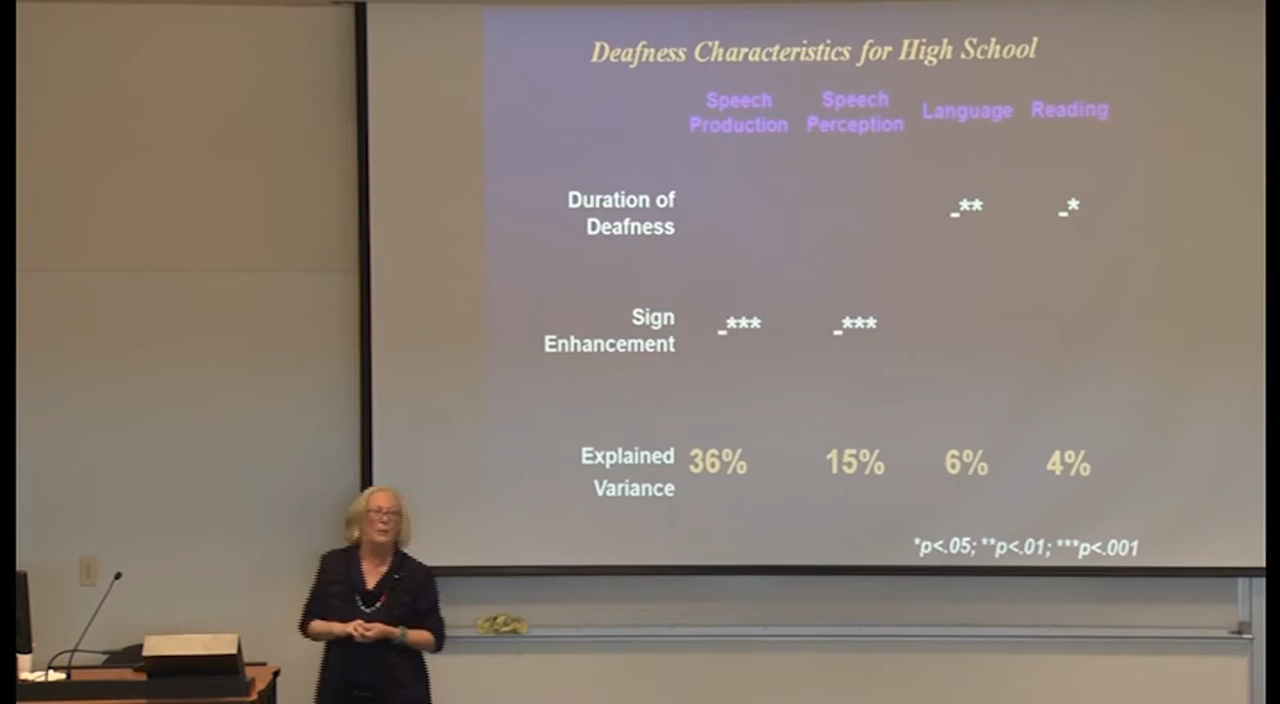 Deafness Characteristics for High School
Speech Production
Speech Perception
Language
Reading
Duration of Deafness
-**
-*
Sign Enhancement
-***
-***
Explained Variance
36%
15%
6%
4%
*p<.05; **p<.01; ***p<.001